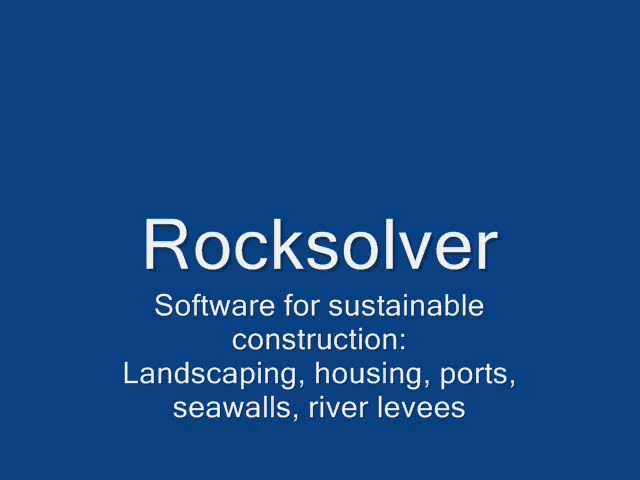 Rocksolver
Software for sustainable
construction:
Landscaping, housing, ports,
seawalls, river levees